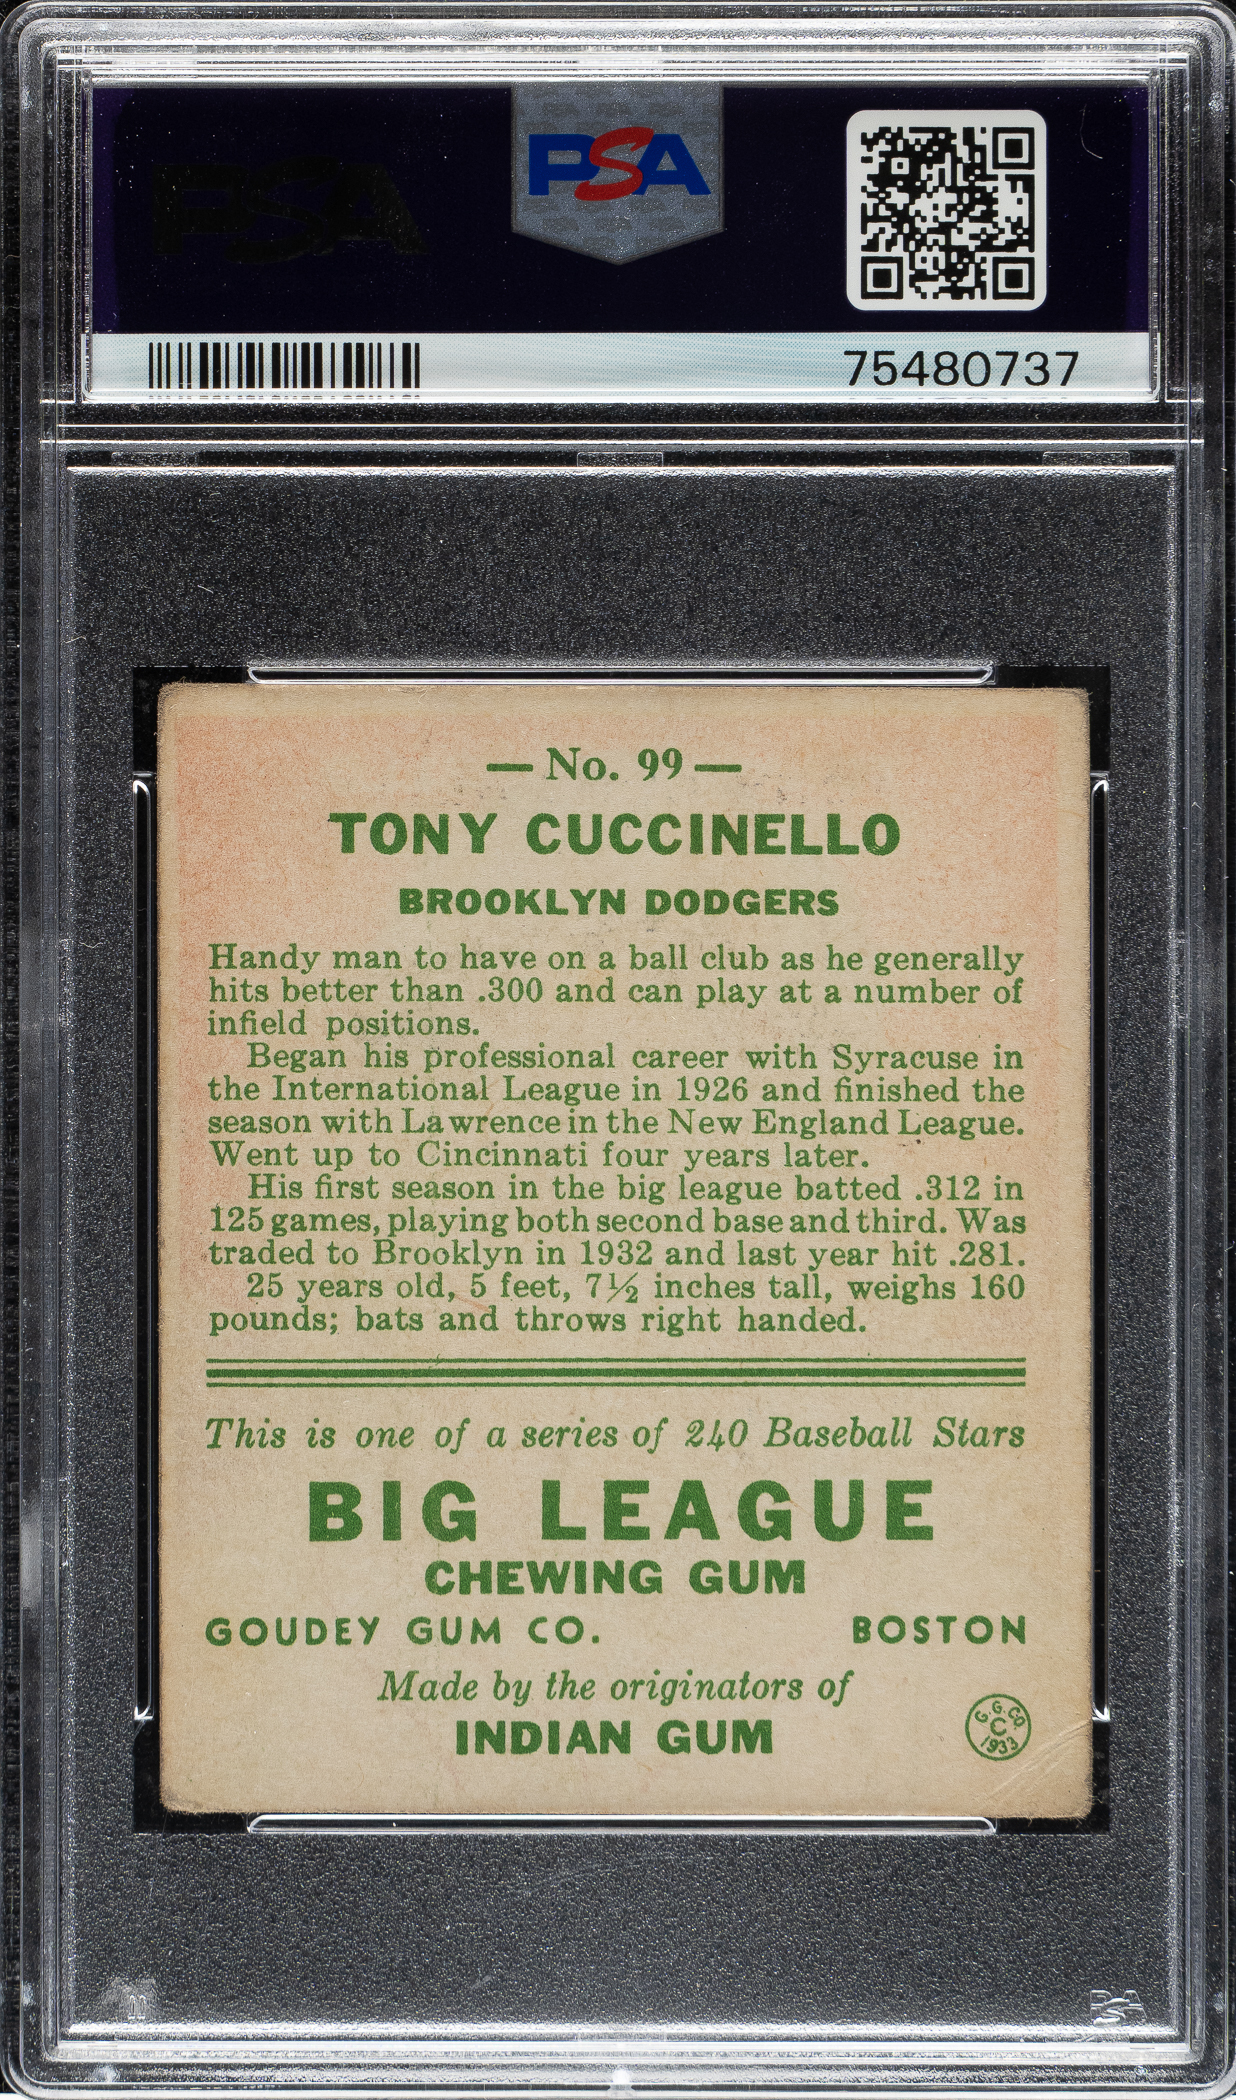 PSA
PSA
75480737
— No. 99 —
TONY CUCCINELLO
BROOKLYN DODGERS
Handy man to have on a ball club as he generally
hits better than .300 and can play at a number of
infield positions.
Began his professional career with Syracuse in
the International League in 1926 and finished the
season with Lawrence in the New England League.
Went up to Cincinnati four years later.
His first season in the big league batted .312 in
125 games, playing both second base and third. Was
traded to Brooklyn in 1932 and last year hit .281.
25 years old, 5 feet, 7½ inches tall, weighs 160
pounds; bats and throws right handed.
This is one of a series of 240 Baseball Stars
BIG LEAGUE
CHEWING GUM
GOUDEY GUM CO. BOSTON
Made by the originators of
INDIAN GUM
G. G. CO.
C
1933
PSA